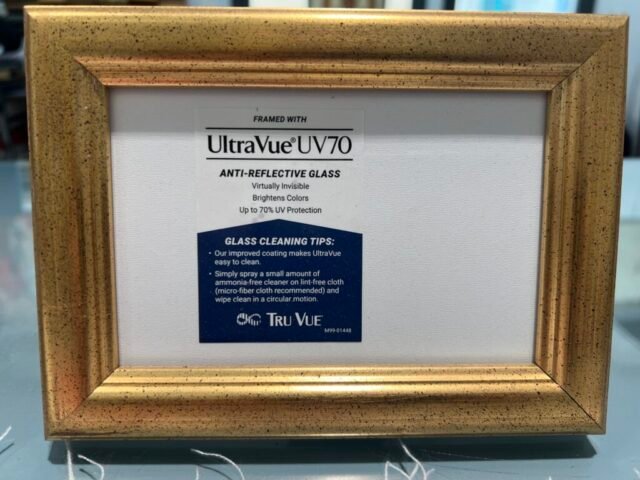 FRAMED WITH
UltraVue® UV70
ANTI-REFLECTIVE GLASS
Virtually Invisible
Brightens Colors
Up to 70% UV Protection
GLASS CLEANING TIPS:
• Our improved coating makes UltraVue
easy to clean.
• Simply spray a small amount of
ammonia-free cleaner on lint-free cloth
(micro-fiber cloth recommended) and
wipe clean in a circular motion.
TRU VUE
M99-01448